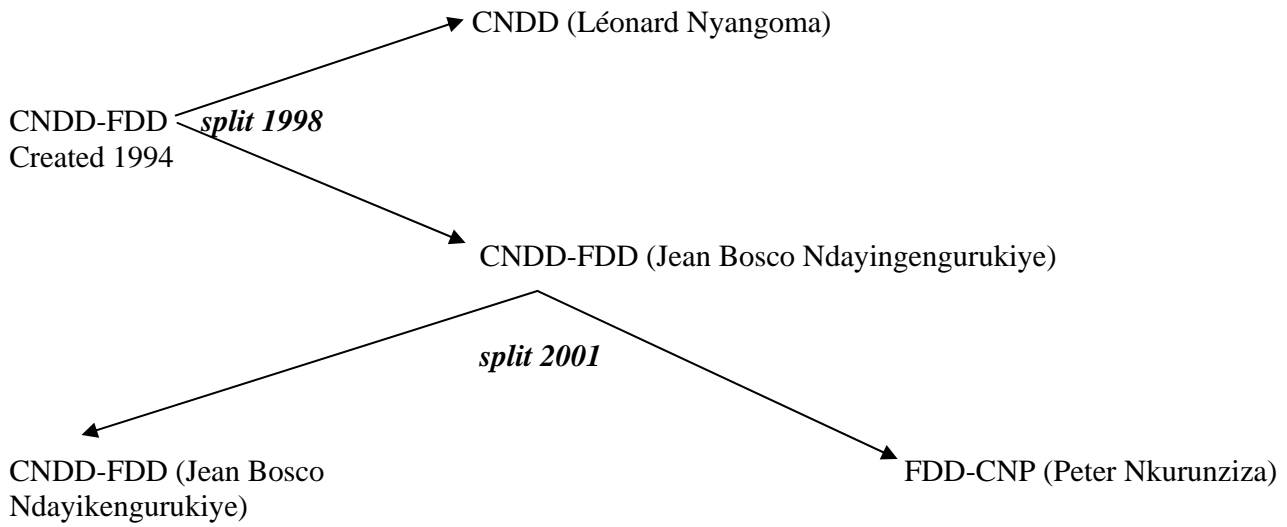 CNDD (Léonard Nyangoma)
CNDD-FDD split 1998
Created 1994
CNDD-FDD (Jean Bosco Ndayingengurukiye)
split 2001
CNDD-FDD (Jean Bosco
Ndayikengurukiye)
FDD-CNP (Peter Nkurunziza)